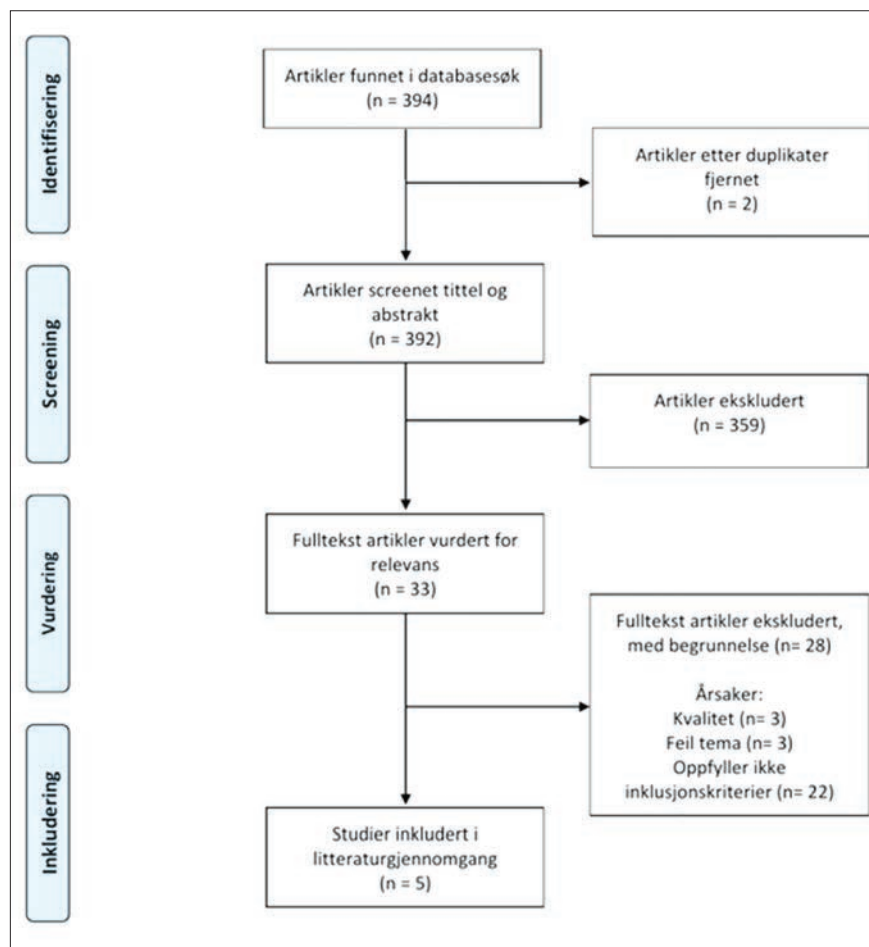 Identifisering
Artikler funnet i databasesøk
(n = 394)
Artikler etter duplikater
fjernet
(n = 2)
Screening
Artikler screenet tittel og
abstrakt
(n = 392)
Artikler ekskludert
(n = 359)
Vurdering
Fulltekst artikler vurdert for
relevans
(n = 33)
Fulltekst artikler ekskludert,
med begrunnelse (n= 28)
Årsaker:
Kvalitet (n= 3)
Feil tema (n= 3)
Oppfyller ikke
inklusjonskriterier (n= 22)
Inkludering
Studier inkludert i
litteraturgjennomgang
(n = 5)